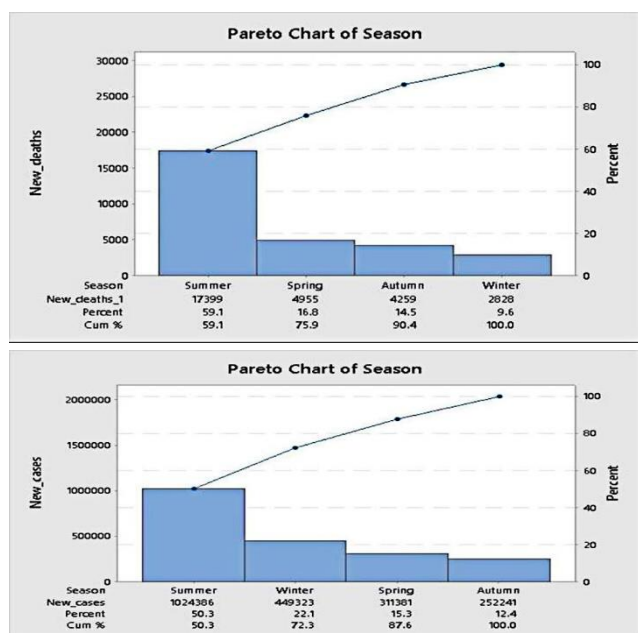 Pareto Chart of Season
30000
25000
20000
15000
10000
5000
0
100
80
60
40
20
0
New_deaths
Percent
Season Summer Spring Autumn Winter
New_deaths_1 17399 4955 4259 2828
Percent 59.1 16.8 14.5 9.6
Cum % 59.1 75.9 90.4 100.0
Pareto Chart of Season
2000000
1500000
1000000
500000
0
100
80
60
40
20
0
New_cases
Percent
Season Summer Winter Spring Autumn
New_cases 1024386 449323 311381 252241
Percent 50.3 22.1 15.3 12.4
Cum % 50.3 72.3 87.6 100.0